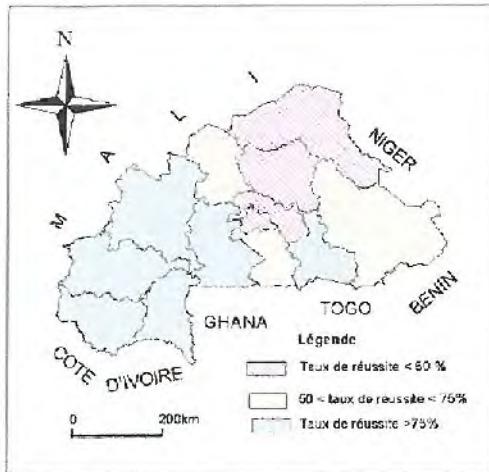 N
M A L I
NIGER
BENIN
TOGO
GHANA
COTE D'IVOIRE
0 200km
Légende
Taux de réussite < 50 %
50 < taux de réussite < 75%
Taux de réussite >75%